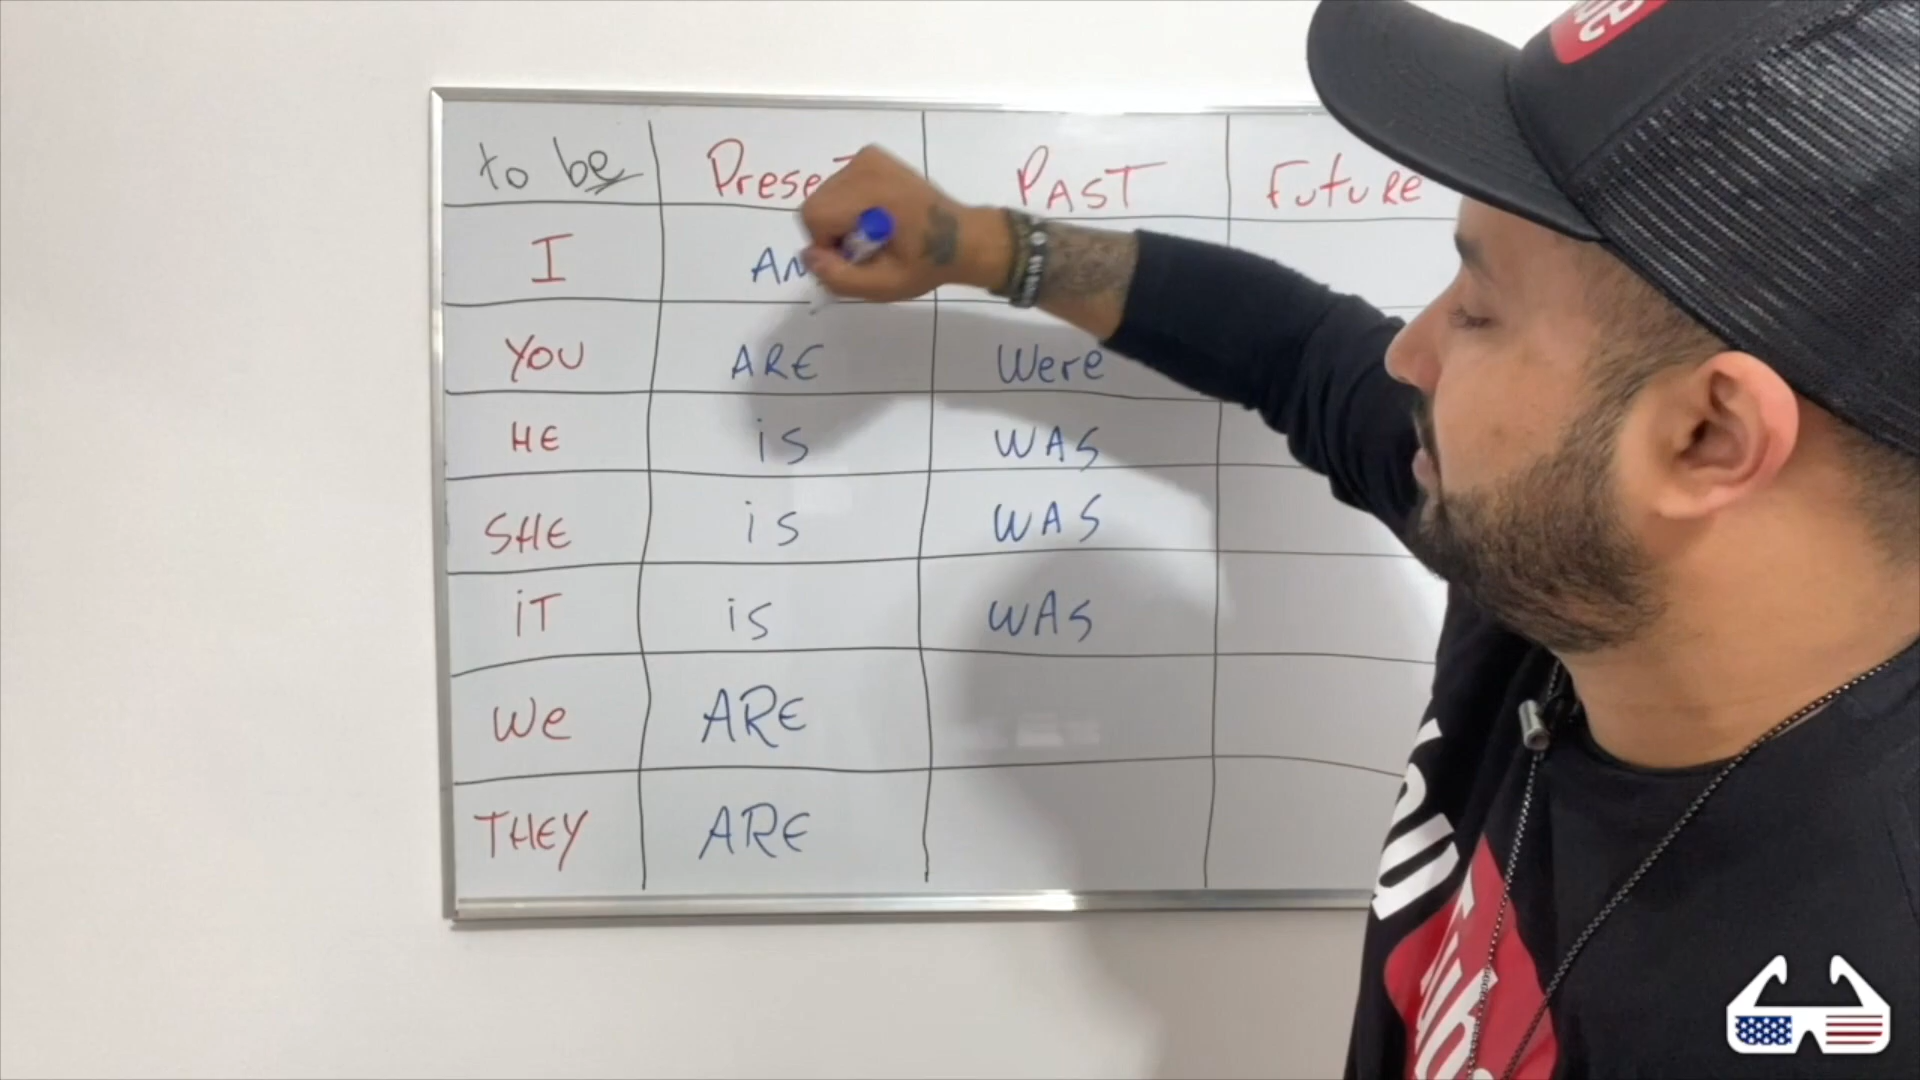 to be PAST Future
I
YOU ARE Were
HE is WAS
SHE is WAS
iT is WAS
We ARE
THEY ARE